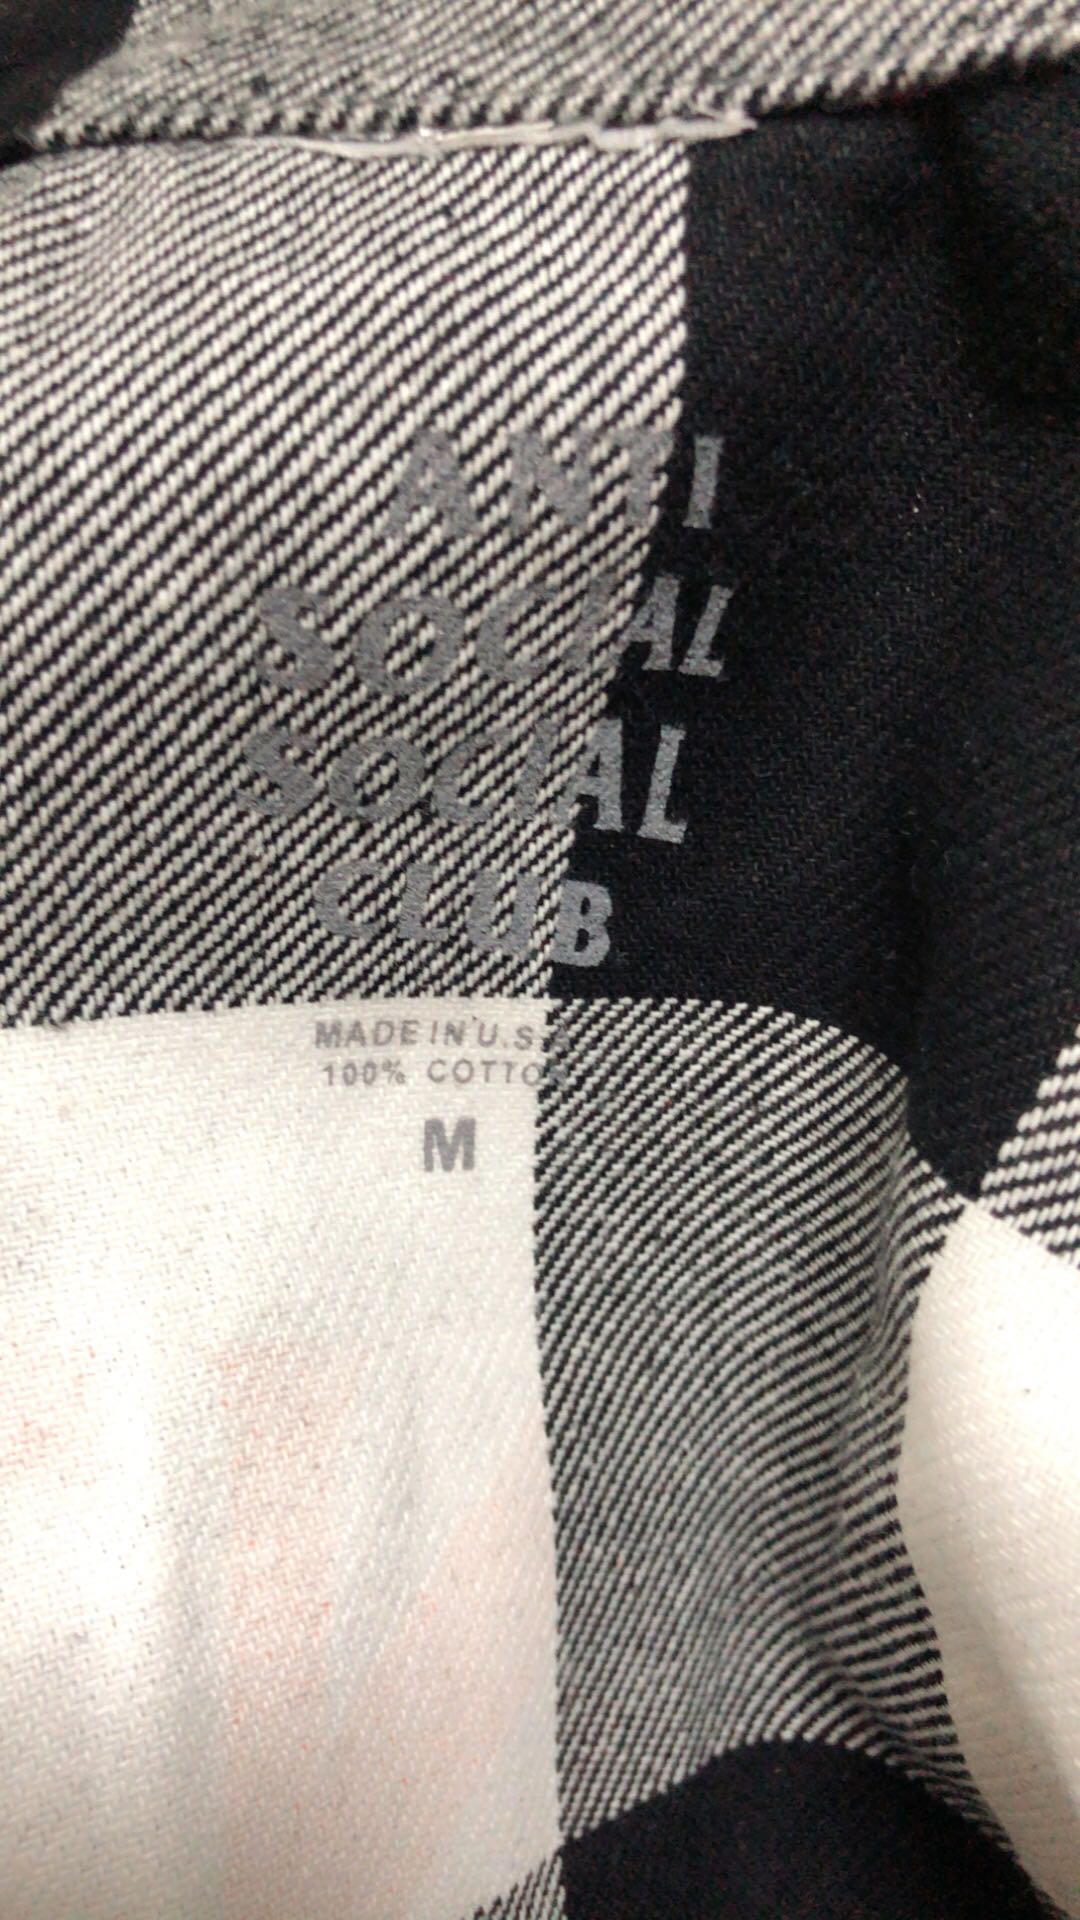 ANTI
SOCIAL
SOCIAL
CLUB
MADE IN U.S.A
100% COTTON
M